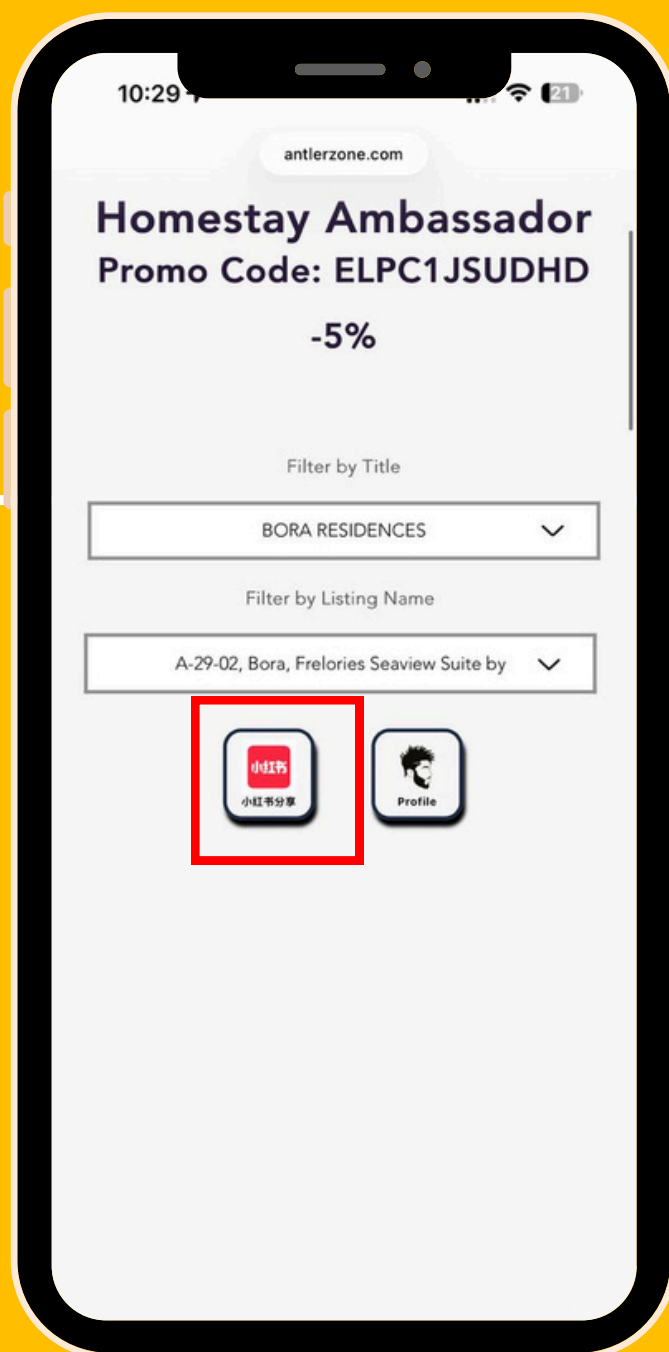 10:29
21
antlerzone.com
Homestay Ambassador
Promo Code: ELPC1JSUDHD
-5%
Filter by Title
BORA RESIDENCES
Filter by Listing Name
A-29-02, Bora, Frelories Seaview Suite by
小红书
小红书分享
Profile